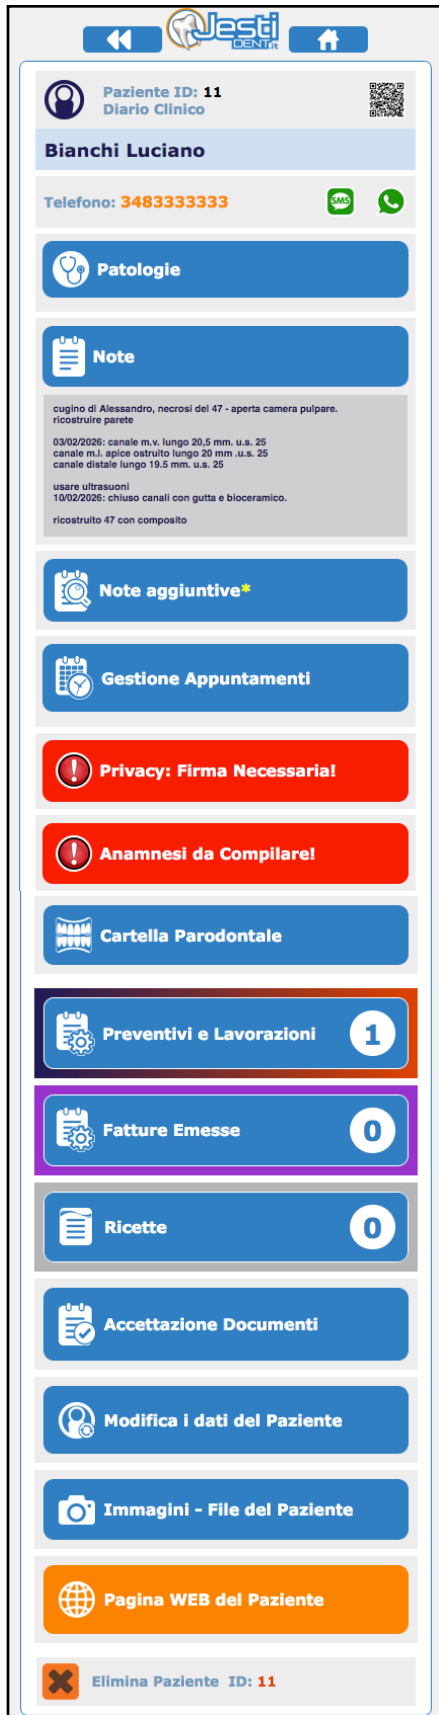 Jesti
DENT.it
Paziente ID: 11
Diario Clinico
Bianchi Luciano
Telefono: 3483333333
SMS
Patologie
Note
cugino di Alessandro, necrosi del 47 - aperta camera pulpare.
ricostruire parete
03/02/2026: canale m.v. lungo 20,5 mm. u.s. 25
canale m.l. apice ostruito lungo 20 mm .u.s. 25
canale distale lungo 19.5 mm. u.s. 25
usare ultrasuoni
10/02/2026: chiuso canali con gutta e bioceramico.
ricostruito 47 con composito
Note aggiuntive*
Gestione Appuntamenti
Privacy: Firma Necessaria!
Anamnesi da Compilare!
Cartella Parodontale
Preventivi e Lavorazioni 1
Fatture Emesse 0
Ricette 0
Accettazione Documenti
Modifica i dati del Paziente
Immagini - File del Paziente
Pagina WEB del Paziente
Elimina Paziente ID: 11